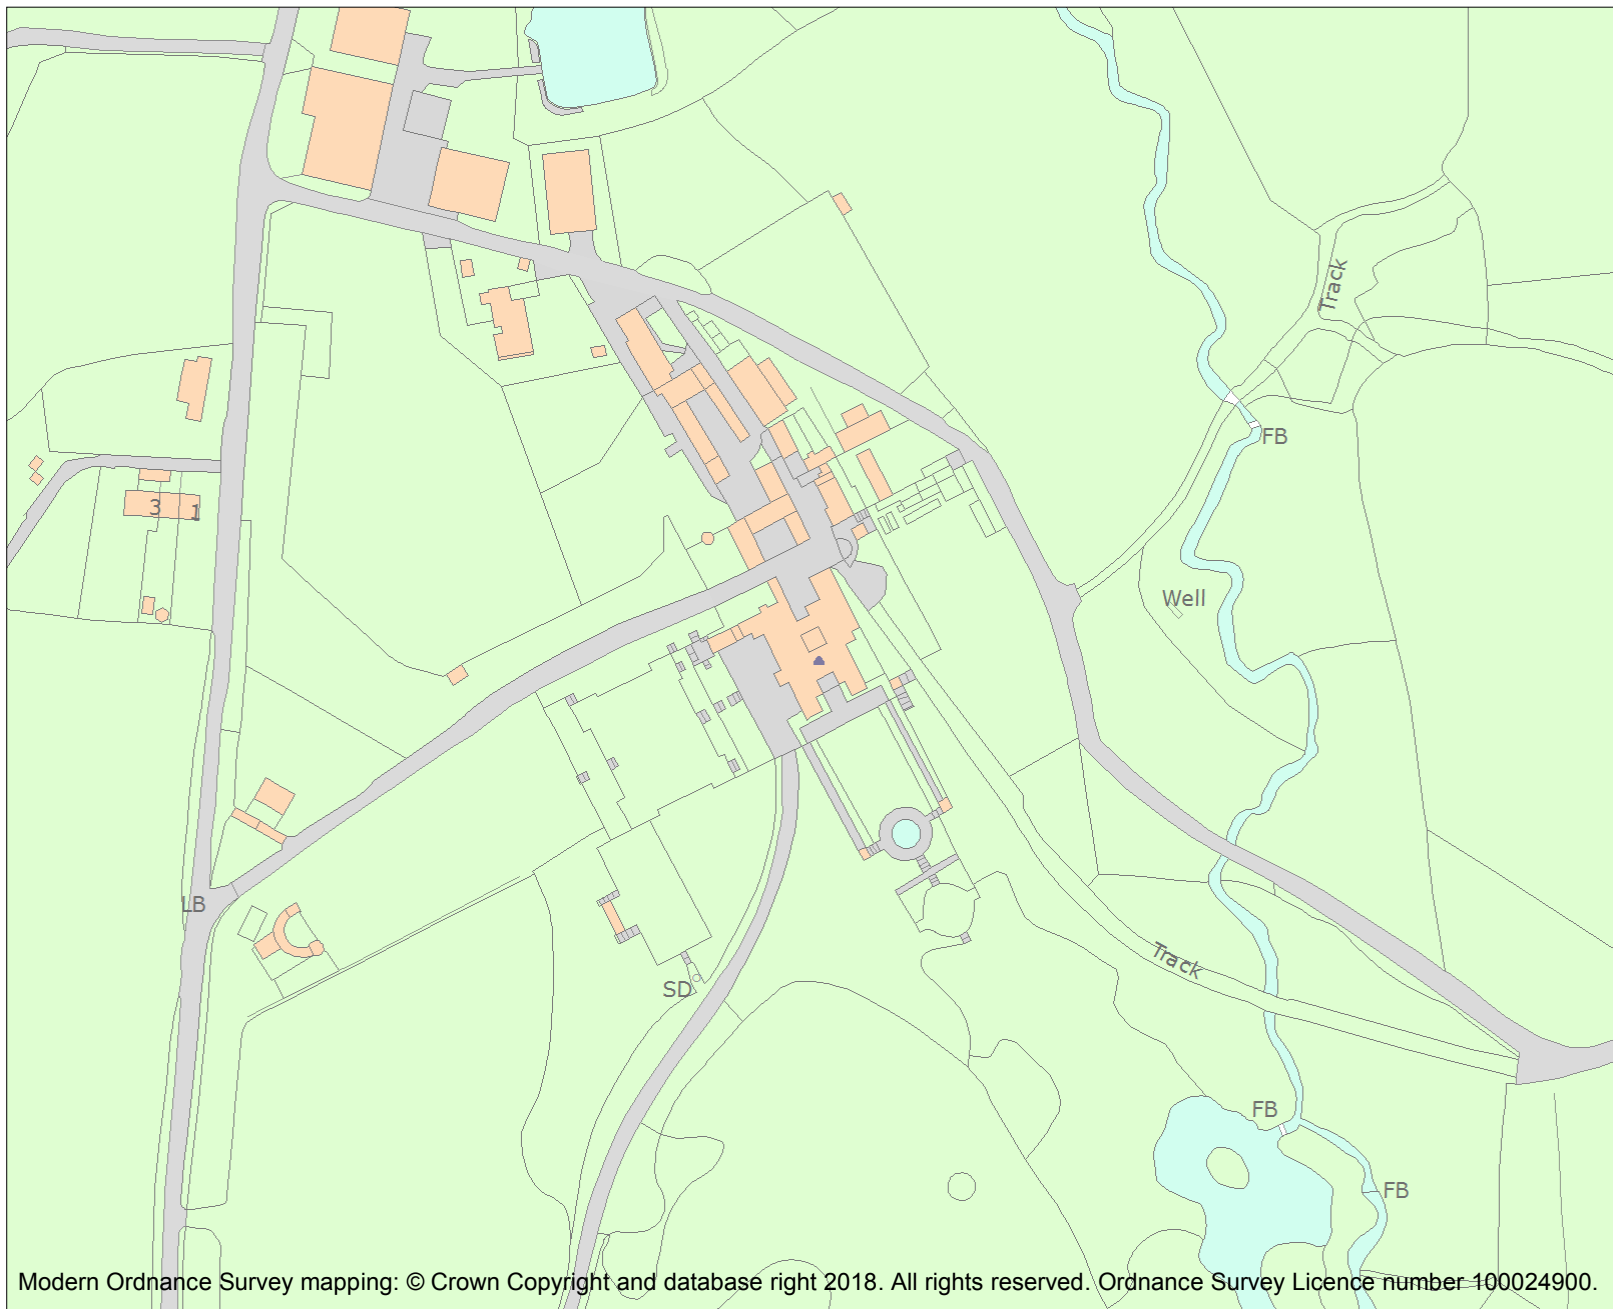 Track
FB
3
1
Well
LB
Track
SD
FB
FB
Modern Ordnance Survey mapping: © Crown Copyright and database right 2018. All rights reserved. Ordnance Survey Licence number 100024900.